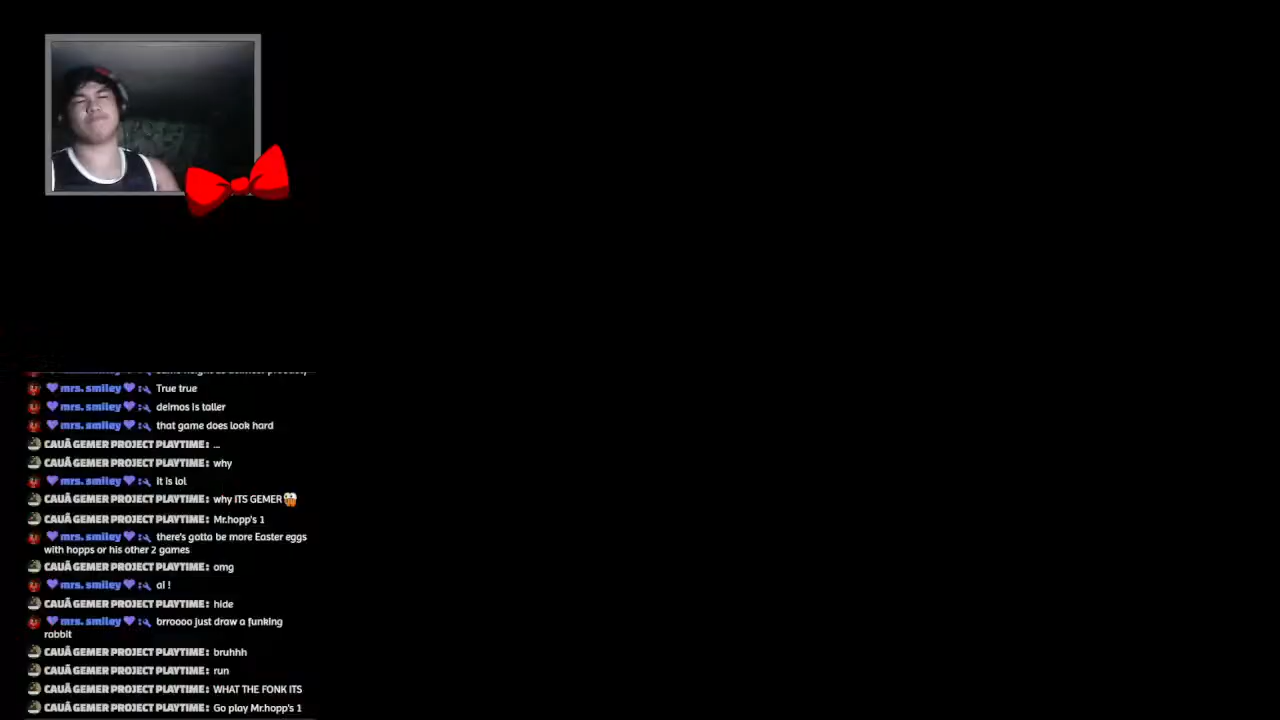 mrs. smiley : True true
mrs. smiley : deimos is taller
mrs. smiley : that game does look hard
CAUÃ GEMER PROJECT PLAYTIME : ...
CAUÃ GEMER PROJECT PLAYTIME : why
mrs. smiley : it is lol
CAUÃ GEMER PROJECT PLAYTIME : why ITS GEMER
CAUÃ GEMER PROJECT PLAYTIME : Mr.hopp's 1
mrs. smiley : there's gotta be more Easter eggs
with hopps or his other 2 games
CAUÃ GEMER PROJECT PLAYTIME : omg
mrs. smiley : aI !
CAUÃ GEMER PROJECT PLAYTIME : hide
mrs. smiley : brroooo just draw a funking
rabbit
CAUÃ GEMER PROJECT PLAYTIME : bruhhh
CAUÃ GEMER PROJECT PLAYTIME : run
CAUÃ GEMER PROJECT PLAYTIME : WHAT THE FONK ITS
CAUÃ GEMER PROJECT PLAYTIME : Go play Mr.hopp's 1